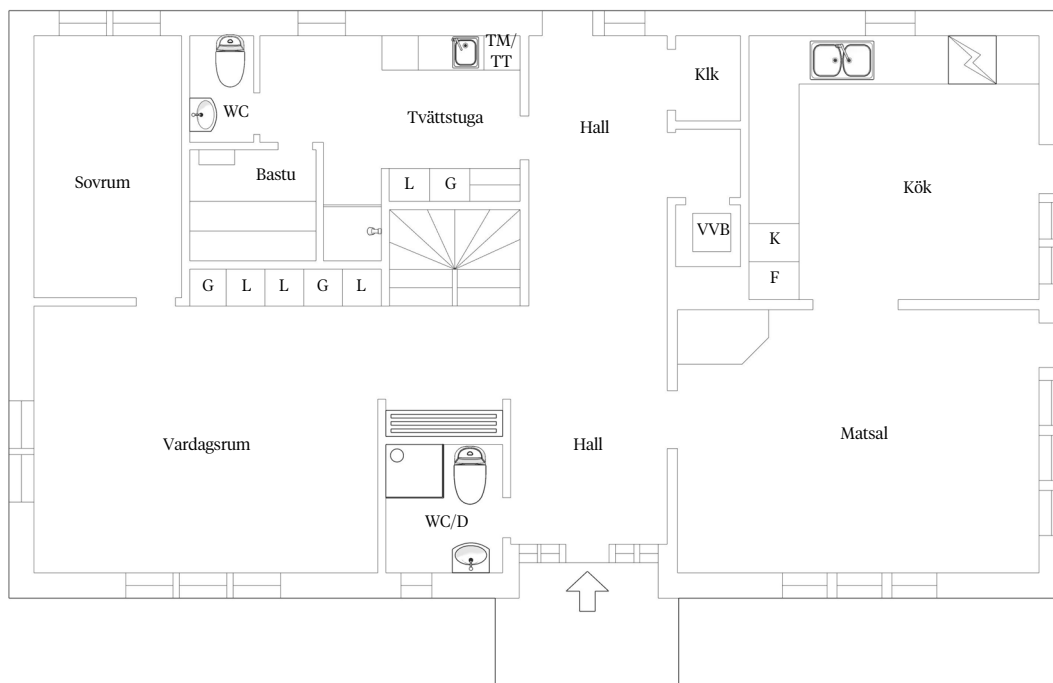 TM/
TT
Klk
WC
Tvättstuga
Hall
Sovrum
Bastu
L
G
Kök
VVB
K
F
G
L
L
G
L
Vardagsrum
Hall
Matsal
WC/D